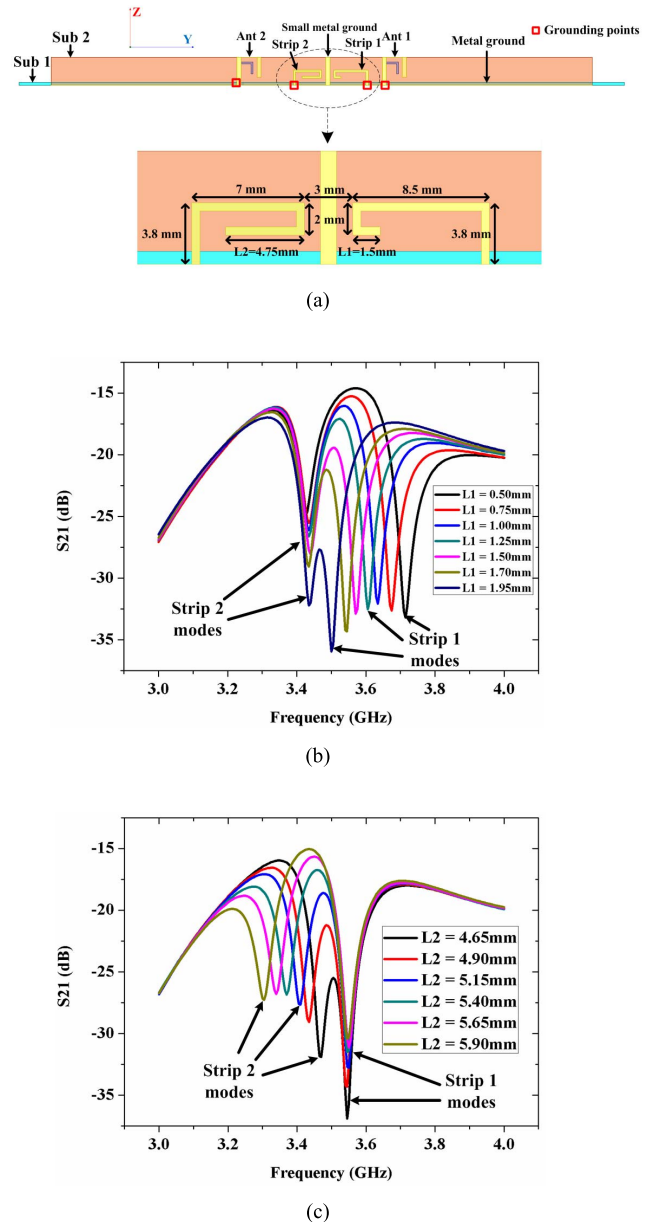 Z
Y
Sub 2
Sub 1
Ant 2
Small metal ground
Strip 2
Strip 1
Ant 1
Metal ground
Grounding points
7 mm
3 mm
8.5 mm
3.8 mm
2 mm
3.8 mm
L2=4.75mm
L1=1.5mm
(a)
S21 (dB)
-15
-20
-25
-30
-35
L1 = 0.50mm
L1 = 0.75mm
L1 = 1.00mm
L1 = 1.25mm
L1 = 1.50mm
L1 = 1.70mm
L1 = 1.95mm
Strip 2
modes
Strip 1
modes
3.0 3.2 3.4 3.6 3.8 4.0
Frequency (GHz)
(b)
S21 (dB)
-15
-20
-25
-30
-35
L2 = 4.65mm
L2 = 4.90mm
L2 = 5.15mm
L2 = 5.40mm
L2 = 5.65mm
L2 = 5.90mm
Strip 2
modes
Strip 1
modes
3.0 3.2 3.4 3.6 3.8 4.0
Frequency (GHz)
(c)